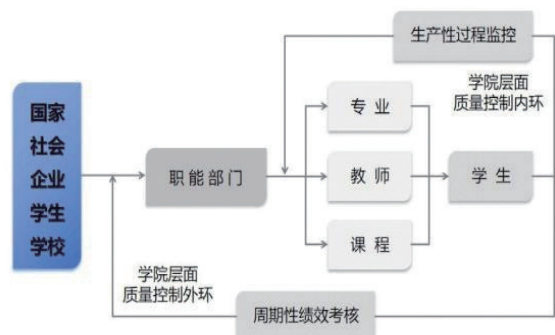 生产性过程监控
学院层面
质量控制内环
国家
社会
企业
学生
学校
职能部门
专 业
教 师
课 程
学 生
学院层面
质量控制外环
周期性绩效考核